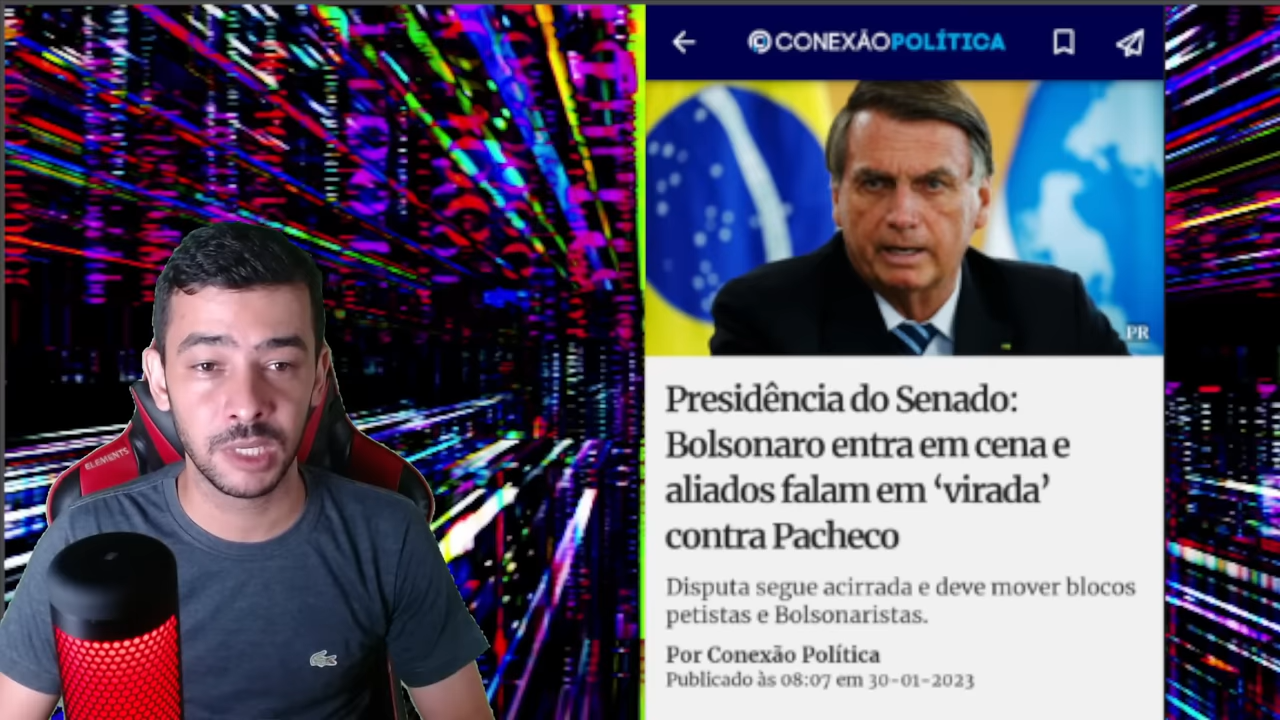 CONEXÃOPOLÍTICA
PR
Presidência do Senado:
Bolsonaro entra em cena e
aliados falam em ‘virada’
contra Pacheco
Disputa segue acirrada e deve mover blocos
petistas e Bolsonaristas.
Por Conexão Política
Publicado às 08:07 em 30-01-2023
ELEMENTS